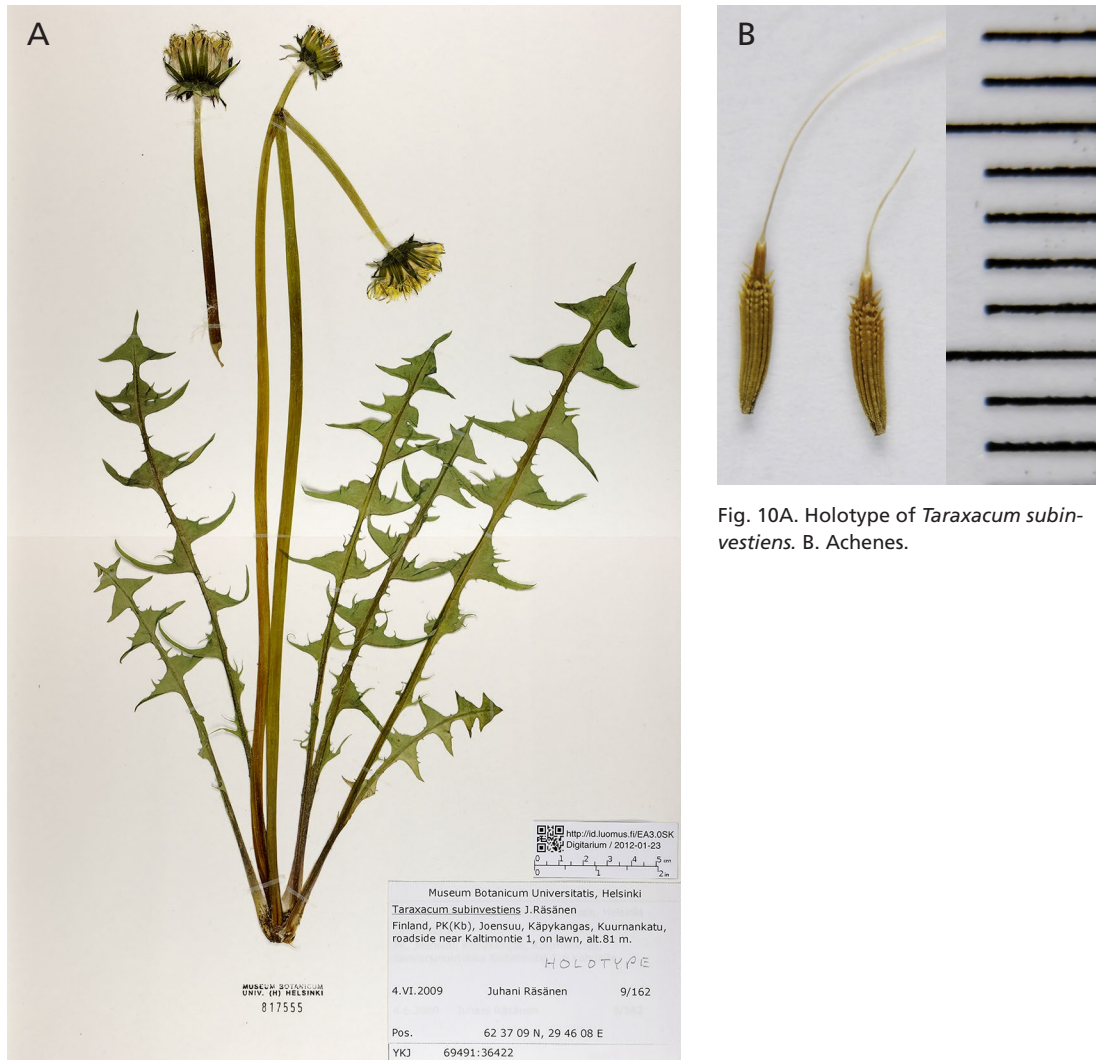 A
B
Fig. 10A. Holotype of Taraxacum subin-
vestiens. B. Achenes.
http://id.luomus.fi/EA3.0SK
Digitarium / 2012-01-23
0 1 2 3 4 5 cm
0 1 2 in
Museum Botanicum Universitatis, Helsinki
Taraxacum subinvestiens J.Räsänen
Finland, PK(Kb), Joensuu, Käpykangas, Kuurnankatu,
roadside near Kaltimontie 1, on lawn, alt.81 m.
HOLOTYPE
4.VI.2009 Juhani Räsänen 9/162
Pos. 62 37 09 N, 29 46 08 E
YKJ 69491:36422
MUSEUM BOTANICUM
UNIV. (H) HELSINKI
817555